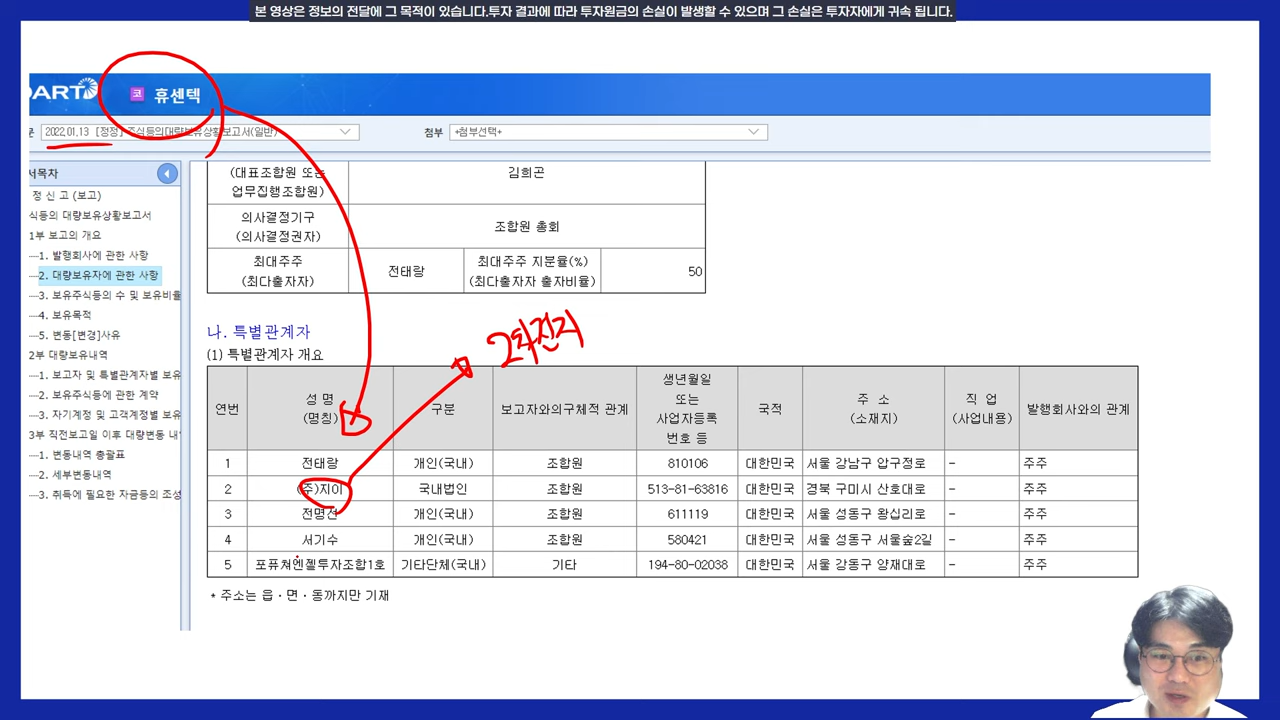 본 영상은 정보의 전달에 그 목적이 있습니다.투자 결과에 따라 투자원금의 손실이 발생할 수 있으며 그 손실은 투자자에게 귀속 됩니다.
DART 코 휴센텍
문 2022.01.13 [정정] 주식등의대량보유상황보고서(일반) 첨부 +첨부선택+
서목차
정 신 고 (보고)
식등의 대량보유상황보고서
1부 보고의 개요
1. 발행회사에 관한 사항
2. 대량보유자에 관한 사항
3. 보유주식등의 수 및 보유비율
4. 보유목적
5. 변동[변경]사유
2부 대량보유내역
1. 보고자 및 특별관계자별 보유
2. 보유주식등에 관한 계약
3. 자기계정 및 고객계정별 보유
3부 직전보고일 이후 대량변동 내
1. 변동내역 총괄표
2. 세부변동내역
3. 취득에 필요한 자금등의 조성
(대표조합원 또는
업무집행조합원) 김희곤
의사결정기구
(의사결정권자) 조합원 총회
최대주주
(최다출자자) 전태랑 최대주주 지분율(%)
(최다출자자 출자비율) 50
나. 특별관계자
2차전지
(1) 특별관계자 개요
연번 성 명
(명칭) 구분 보고자와의구체적 관계 생년월일
또는
사업자등록
번호 등 국적 주 소
(소재지) 직 업
(사업내용) 발행회사와의 관계
1 전태랑 개인(국내) 조합원 810106 대한민국 서울 강남구 압구정로 - 주주
2 (주)지이 국내법인 조합원 513-81-63816 대한민국 경북 구미시 산호대로 - 주주
3 전명선 개인(국내) 조합원 611119 대한민국 서울 성동구 왕십리로 - 주주
4 서기수 개인(국내) 조합원 580421 대한민국 서울 성동구 서울숲2길 - 주주
5 포퓨쳐엔젤투자조합1호 기타단체(국내) 기타 194-80-02038 대한민국 서울 강동구 양재대로 - 주주
* 주소는 읍ㆍ면ㆍ동까지만 기재